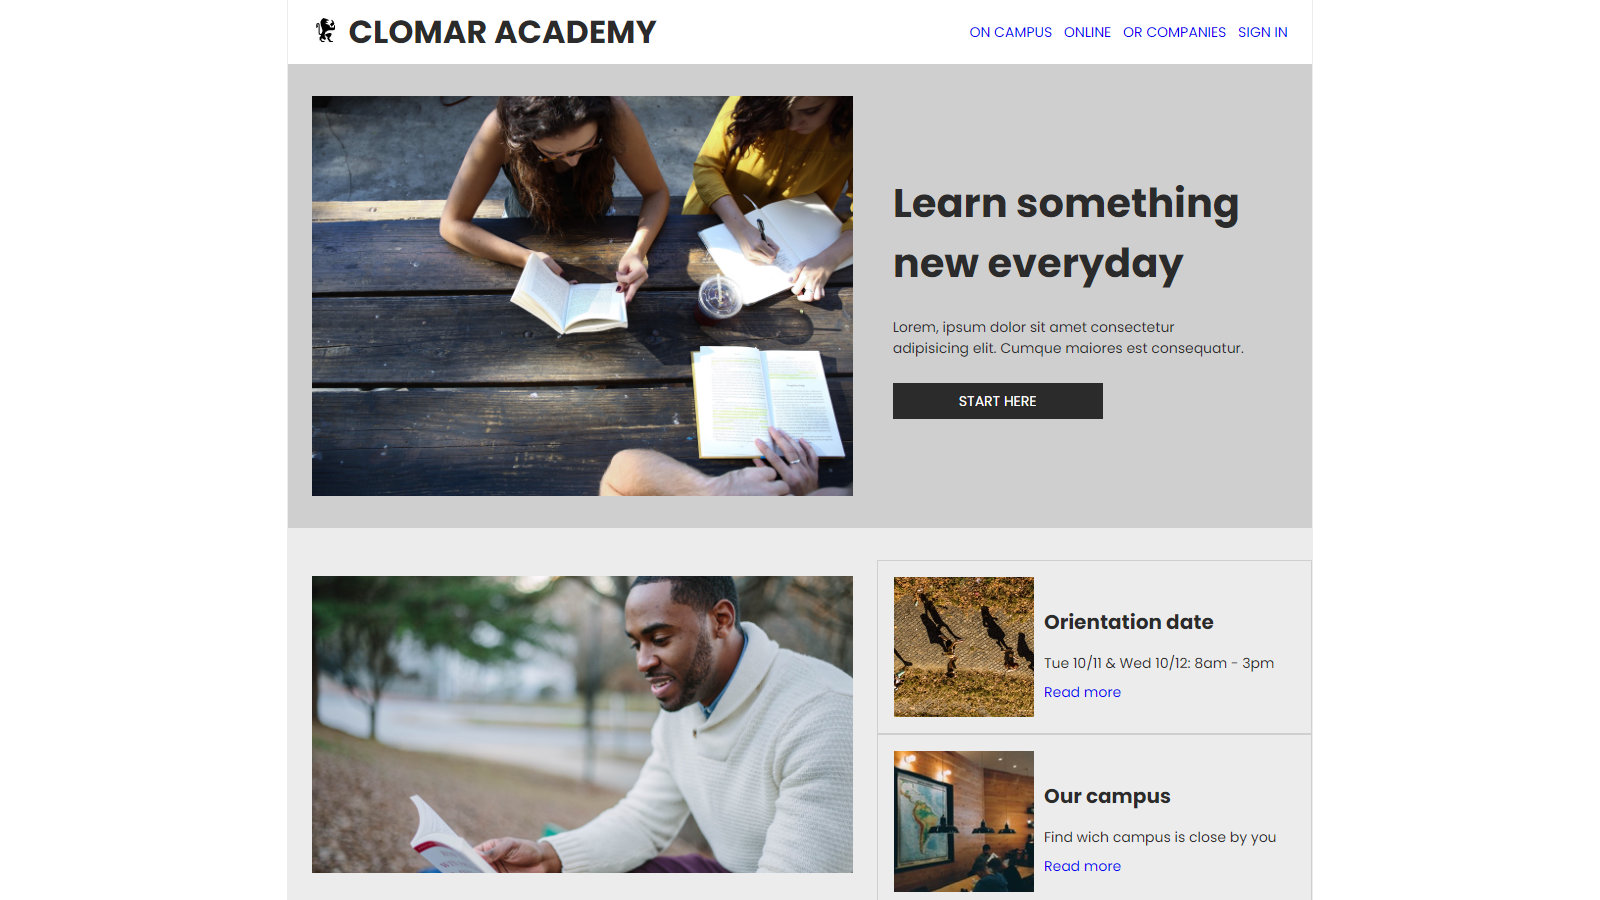 CLOMAR ACADEMY
ON CAMPUS ONLINE OR COMPANIES SIGN IN
Learn something
new everyday
Lorem, ipsum dolor sit amet consectetur
adipisicing elit. Cumque maiores est consequatur.
START HERE
Orientation date
Tue 10/11 & Wed 10/12: 8am - 3pm
Read more
Our campus
Find wich campus is close by you
Read more